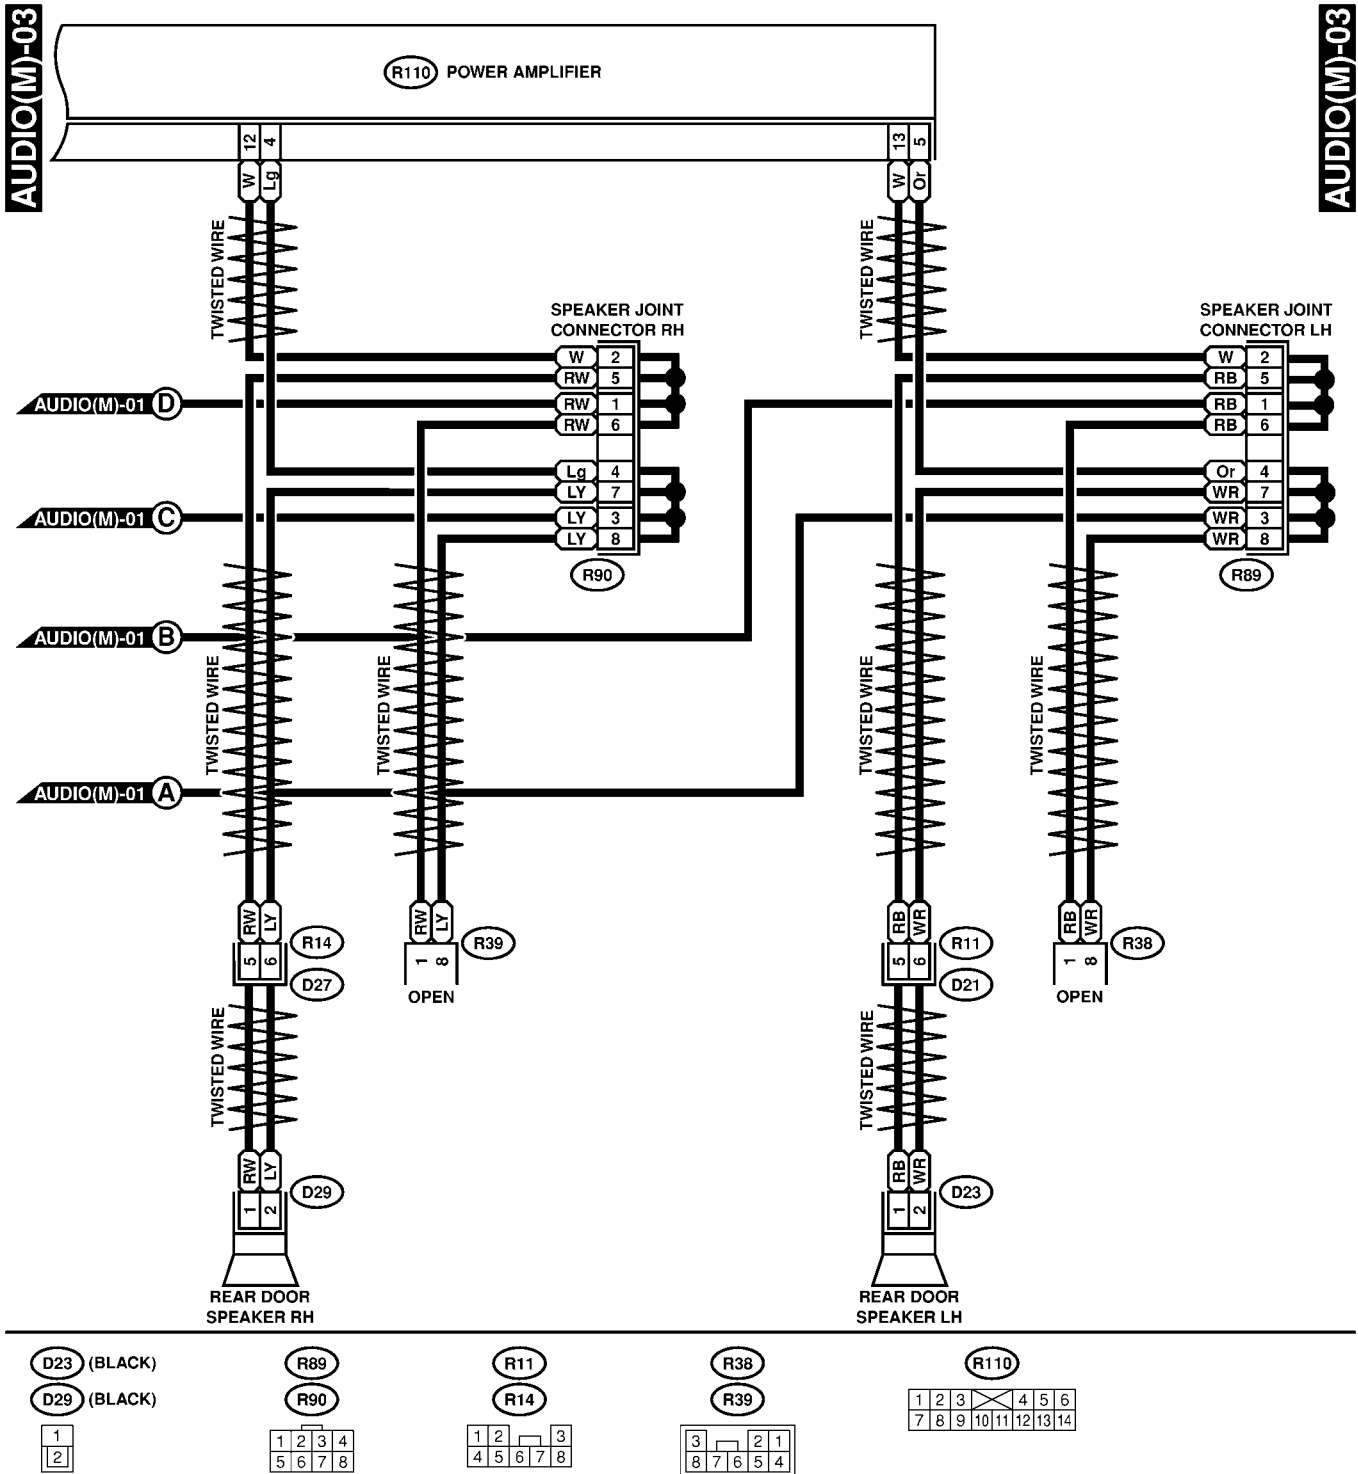 AUDIO(M)-03
AUDIO(M)-03
R110 POWER AMPLIFIER
12 4
13 5
W Lg
W Or
TWISTED WIRE
TWISTED WIRE
SPEAKER JOINT
CONNECTOR RH
SPEAKER JOINT
CONNECTOR LH
W 2
RW 5
RW 1
RW 6
Lg 4
LY 7
LY 3
LY 8
R90
W 2
RB 5
RB 1
RB 6
Or 4
WR 7
WR 3
WR 8
R89
AUDIO(M)-01 D
AUDIO(M)-01 C
AUDIO(M)-01 B
AUDIO(M)-01 A
TWISTED WIRE
TWISTED WIRE
TWISTED WIRE
TWISTED WIRE
RW LY
5 6
R14
D27
RW LY
1 8
R39
OPEN
RB WR
5 6
R11
D21
RB WR
1 8
R38
OPEN
TWISTED WIRE
TWISTED WIRE
RW LY
1 2
D29
RB WR
1 2
D23
REAR DOOR
SPEAKER RH
REAR DOOR
SPEAKER LH
D23 (BLACK)
D29 (BLACK)
1
2
R89
R90
1 2 3 4
5 6 7 8
R11
R14
1 2 3
4 5 6 7 8
R38
R39
3 2 1
8 7 6 5 4
R110
1 2 3 4 5 6
7 8 9 10 11 12 13 14